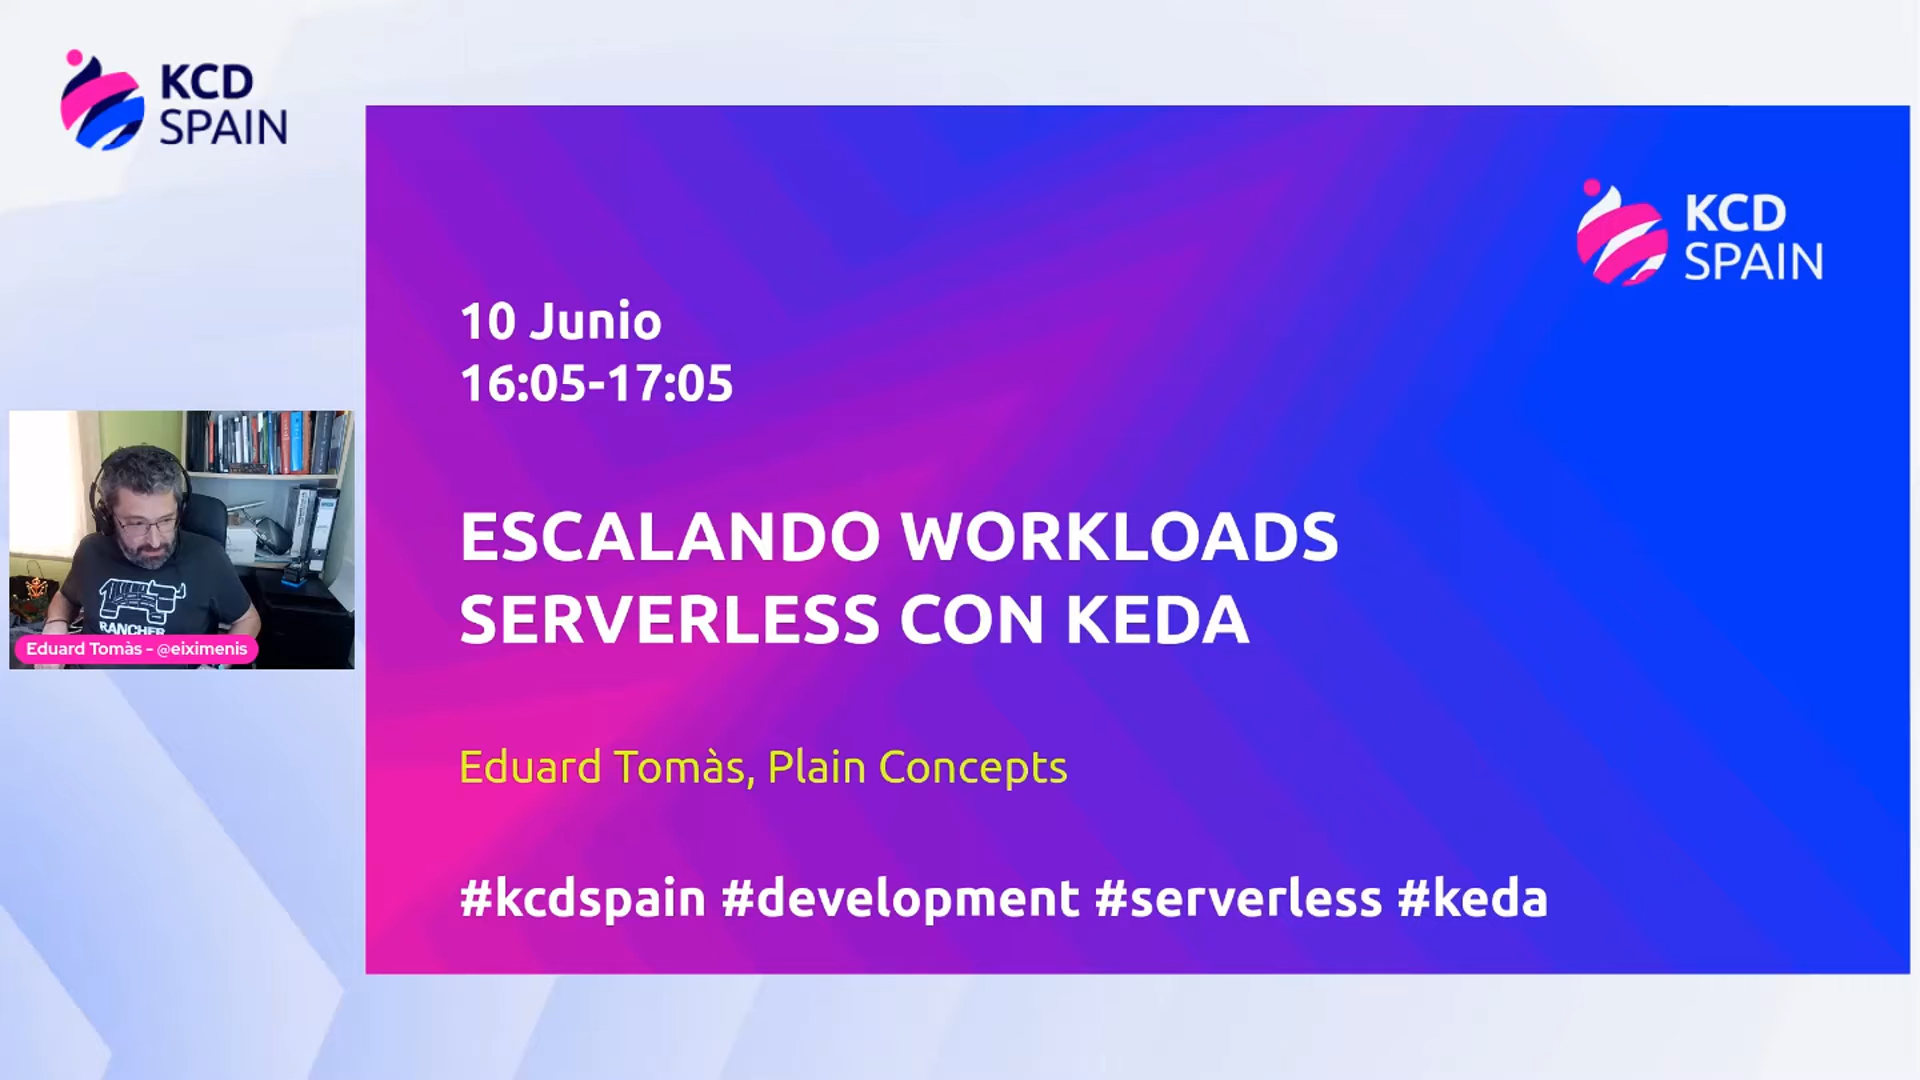 KCD
SPAIN
KCD
SPAIN
10 Junio
16:05-17:05
ESCALANDO WORKLOADS
SERVERLESS CON KEDA
Eduard Tomàs, Plain Concepts
#kcdspain #development #serverless #keda
RANCHER
Eduard Tomàs - @eiximenis